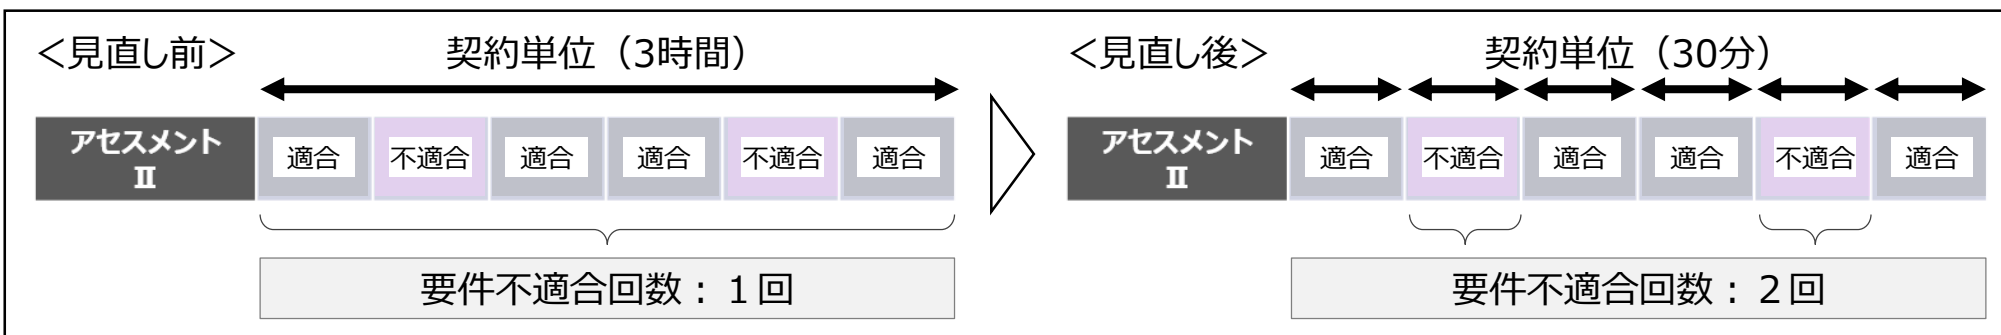 <見直し前>
契約単位（3時間）
アセスメント
Ⅱ
適合
不適合
適合
適合
不適合
適合
要件不適合回数：１回
<見直し後>
契約単位（30分）
アセスメント
Ⅱ
適合
不適合
適合
適合
不適合
適合
要件不適合回数：２回